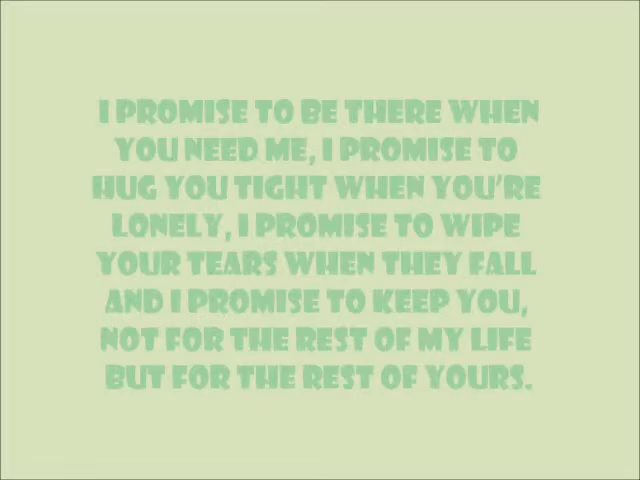 I PROMISE TO BE THERE WHEN
YOU NEED ME, I PROMISE TO
HUG YOU TIGHT WHEN YOU'RE
LONELY, I PROMISE TO WIPE
YOUR TEARS WHEN THEY FALL
AND I PROMISE TO KEEP YOU,
NOT FOR THE REST OF MY LIFE
BUT FOR THE REST OF YOURS.